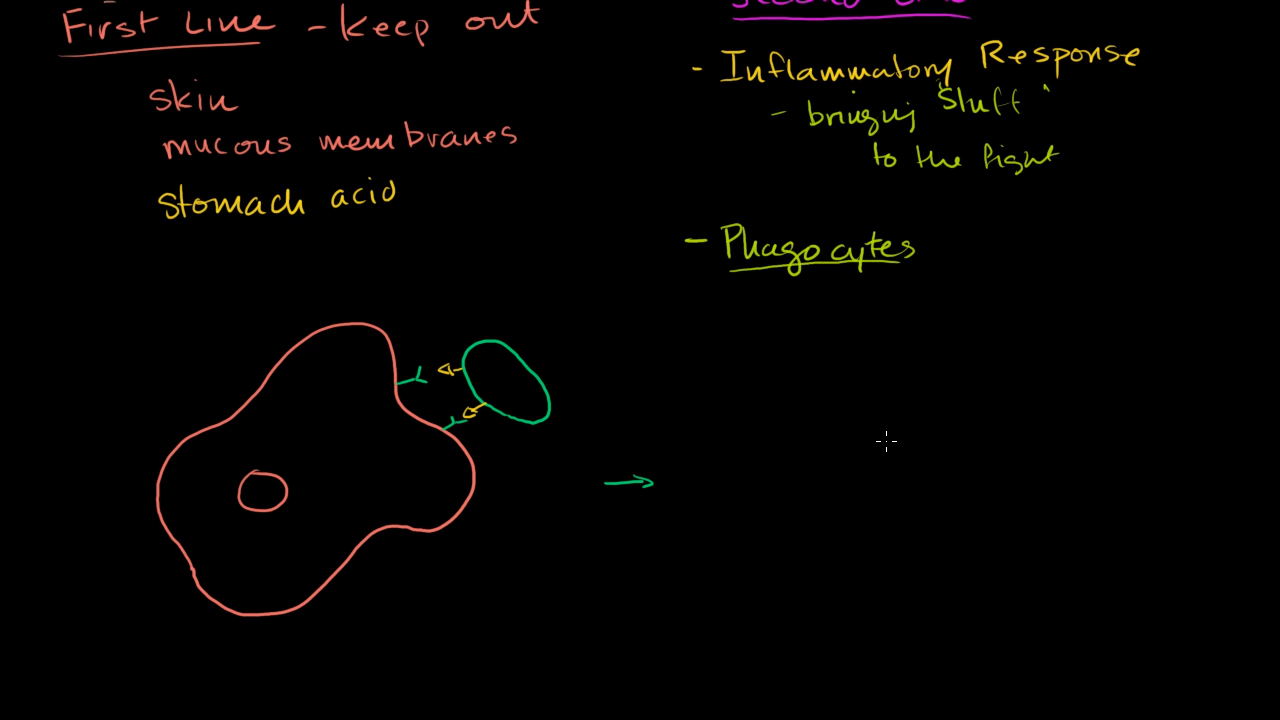 First Line - keep out
skin
mucous membranes
stomach acid
- Inflammatory Response
- bringing stuff
to the fight
- Phagocytes